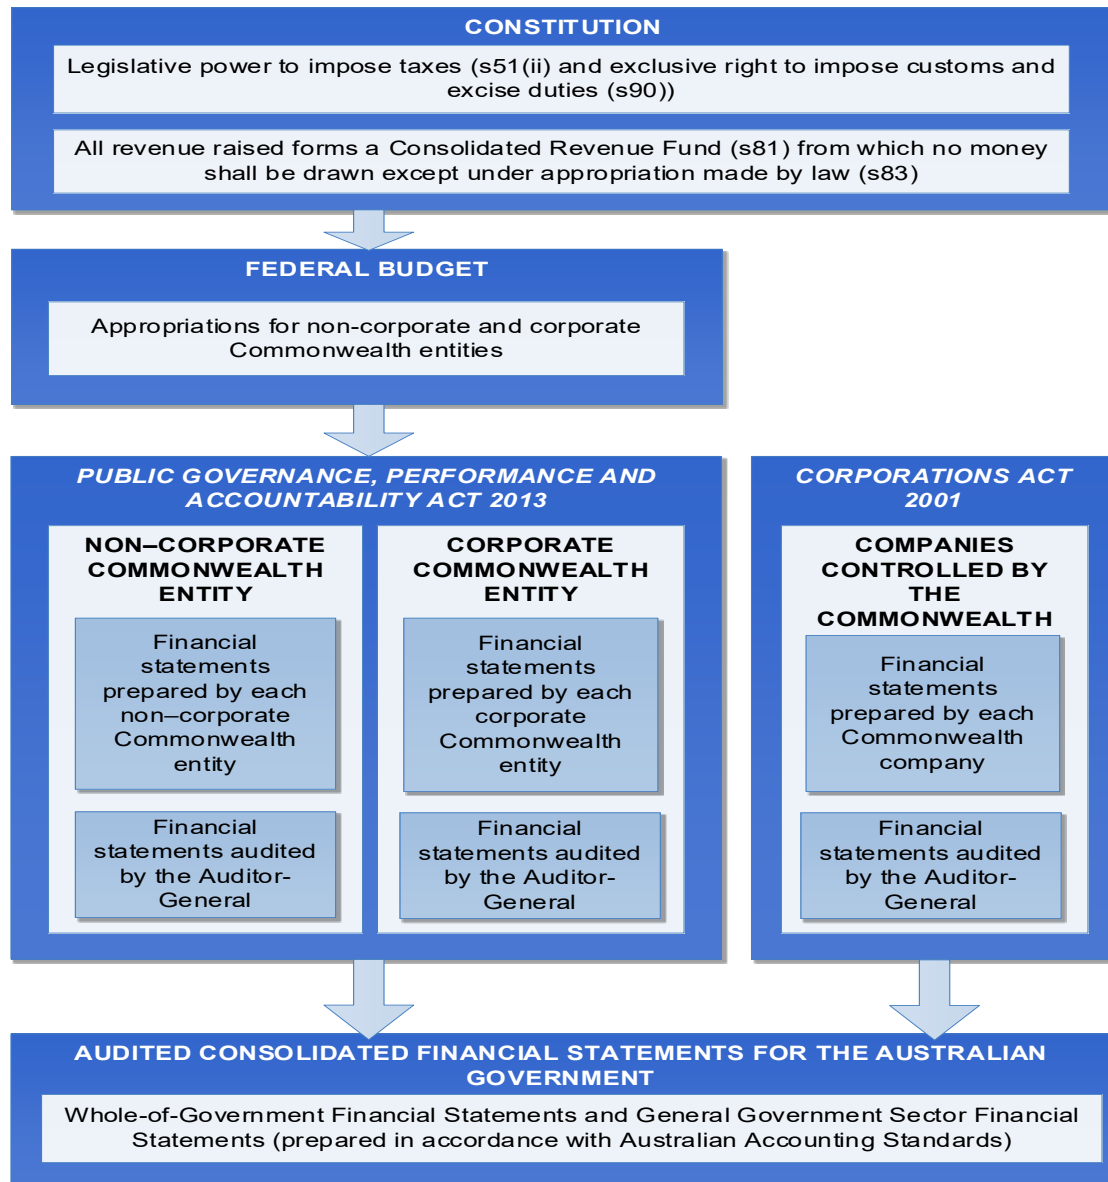 CONSTITUTION
Legislative power to impose taxes (s51(ii) and exclusive right to impose customs and
excise duties (s90))
All revenue raised forms a Consolidated Revenue Fund (s81) from which no money
shall be drawn except under appropriation made by law (s83)
FEDERAL BUDGET
Appropriations for non-corporate and corporate
Commonwealth entities
PUBLIC GOVERNANCE, PERFORMANCE AND
ACCOUNTABILITY ACT 2013
NON–CORPORATE
COMMONWEALTH
ENTITY
Financial
statements
prepared by each
non–corporate
Commonwealth
entity
Financial
statements audited
by the Auditor-
General
CORPORATE
COMMONWEALTH
ENTITY
Financial
statements
prepared by each
corporate
Commonwealth
entity
Financial
statements audited
by the Auditor-
General
CORPORATIONS ACT
2001
COMPANIES
CONTROLLED BY
THE
COMMONWEALTH
Financial
statements
prepared by each
Commonwealth
company
Financial
statements audited
by the Auditor-
General
AUDITED CONSOLIDATED FINANCIAL STATEMENTS FOR THE AUSTRALIAN
GOVERNMENT
Whole-of-Government Financial Statements and General Government Sector Financial
Statements (prepared in accordance with Australian Accounting Standards)